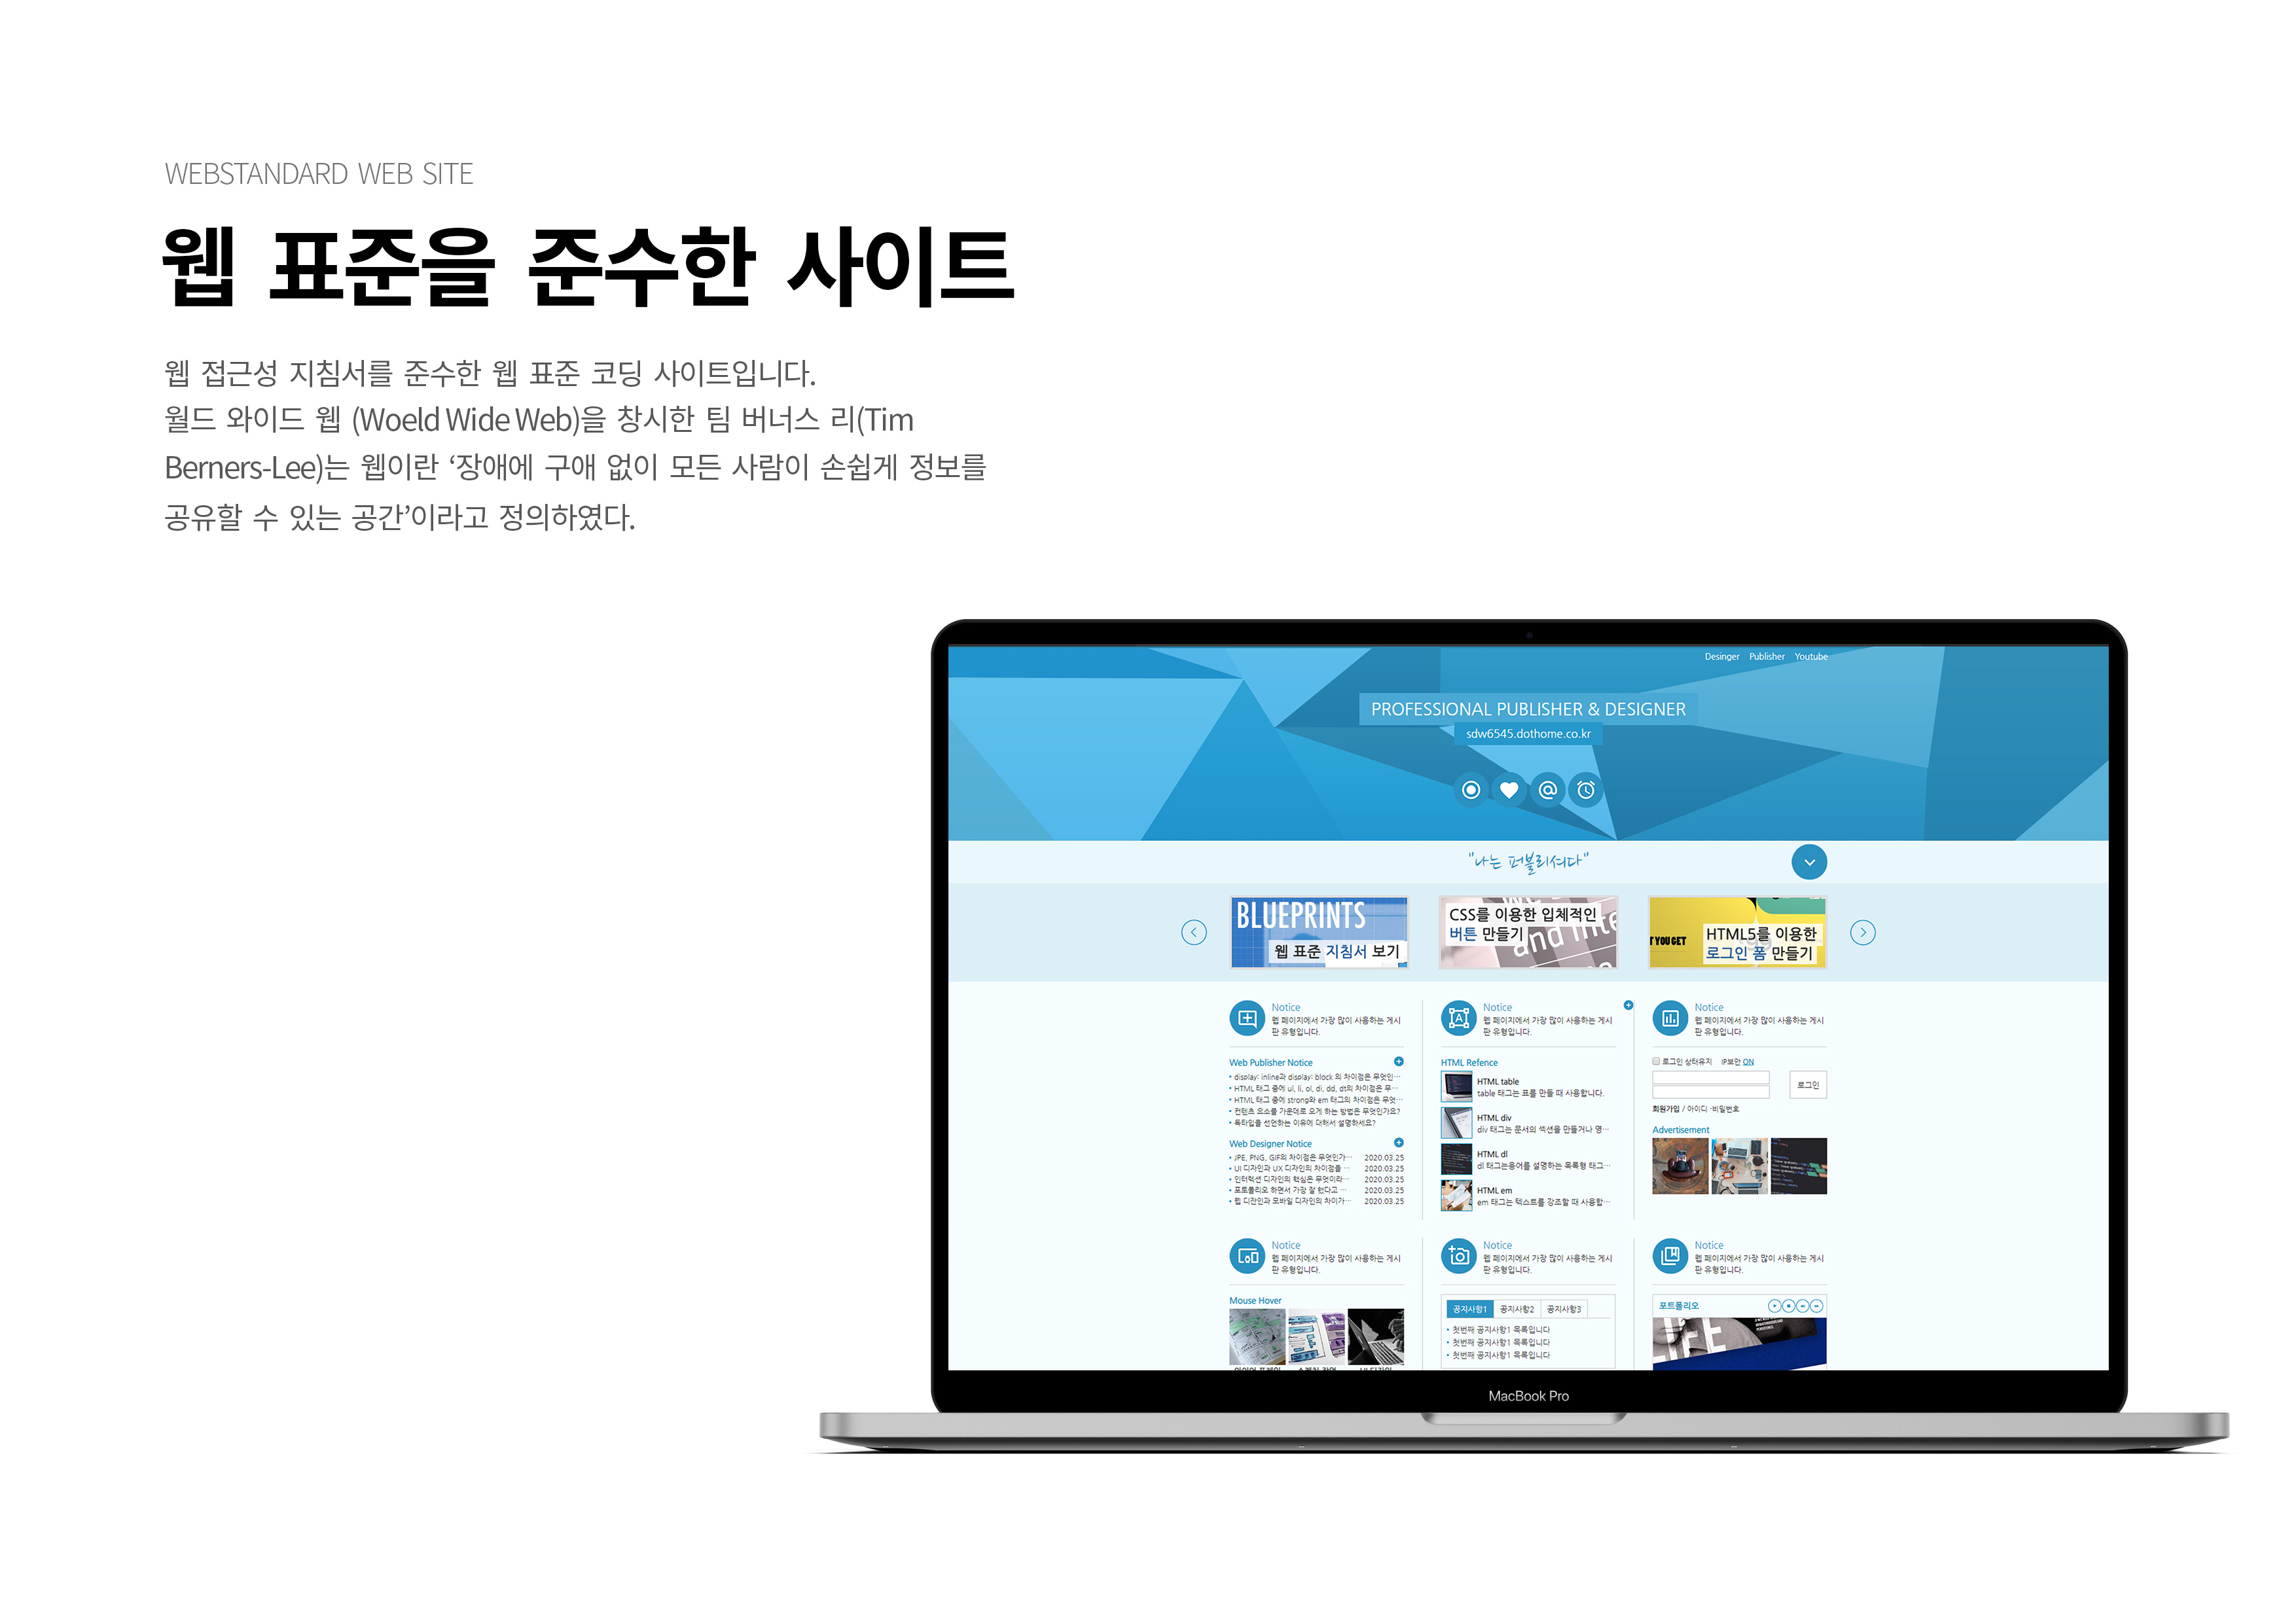 WEBSTANDARD WEB SITE
웹 표준을 준수한 사이트
웹 접근성 지침서를 준수한 웹 표준 코딩 사이트입니다.
월드 와이드 웹 (Woeld Wide Web)을 창시한 팀 버너스 리(Tim
Berners-Lee)는 웹이란 ‘장애에 구애 없이 모든 사람이 손쉽게 정보를
공유할 수 있는 공간’이라고 정의하였다.
Desinger Publisher Youtube
PROFESSIONAL PUBLISHER & DESIGNER
sdw6545.dothome.co.kr
"나는 퍼블리셔다"
BLUEPRINTS
웹 표준 지침서 보기
CSS를 이용한 입체적인
버튼 만들기
and inte
T YOU GET
HTML5를 이용한
로그인 폼 만들기
Notice
웹 페이지에서 가장 많이 사용하는 게시
판 유형입니다.
Web Publisher Notice
display: inline과 display: block 의 차이점은 무엇인…
HTML 태그 중에 ul, li, ol, di, dd, dt의 차이점은 무…
HTML 태그 중에 strong와 em 태그의 차이점은 무엇…
컨텐츠 요소를 가운데로 오게 하는 방법은 무엇인가요?
독타입을 선언하는 이유에 대해서 설명하세요?
Web Designer Notice
JPE, PNG, GIF의 차이점은 무엇인가… 2020.03.25
UI 디자인과 UX 디자인의 차이점을 … 2020.03.25
인터렉션 디자인의 핵심은 무엇이라… 2020.03.25
포토폴리오 하면서 가장 잘 했다고 … 2020.03.25
웹 디잔인과 모바일 디자인의 차이가… 2020.03.25
Notice
웹 페이지에서 가장 많이 사용하는 게시
판 유형입니다.
HTML Refence
HTML table
table 태그는 표를 만들 때 사용합니다.
HTML div
div 태그는 문서의 섹션을 만들거나 영…
HTML dl
dl 태그는용어를 설명하는 목록형 태그…
HTML em
em 태그는 텍스트를 강조할 때 사용합…
Notice
웹 페이지에서 가장 많이 사용하는 게시
판 유형입니다.
로그인 상태유지 IP보안 ON
로그인
회원가입 / 아이디 ·비밀번호
Advertisement
Notice
웹 페이지에서 가장 많이 사용하는 게시
판 유형입니다.
Mouse Hover
Notice
웹 페이지에서 가장 많이 사용하는 게시
판 유형입니다.
공지사항1 공지사항2 공지사항3
첫번째 공지사항1 목록입니다
첫번째 공지사항1 목록입니다
첫번째 공지사항1 목록입니다
Notice
웹 페이지에서 가장 많이 사용하는 게시
판 유형입니다.
포트폴리오
LIFE
MacBook Pro